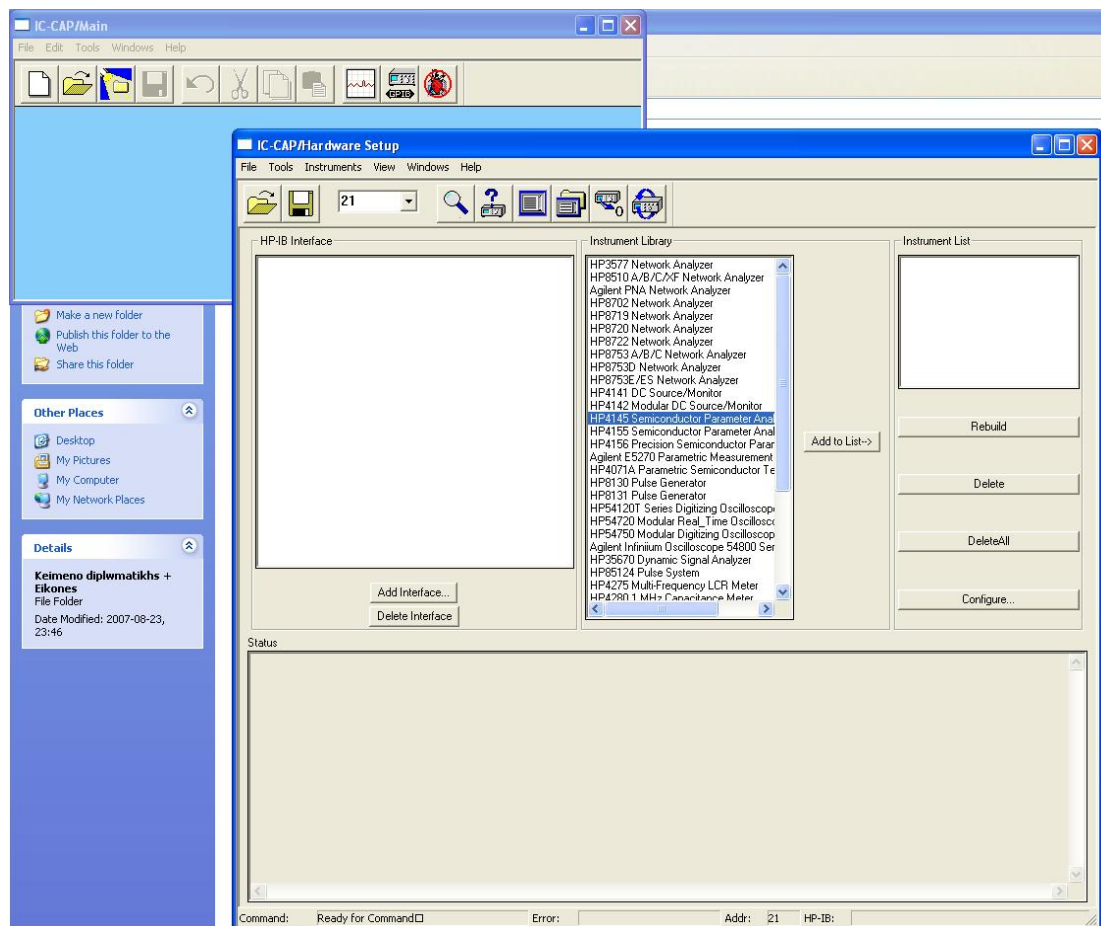 IC-CAP/Main
File Edit Tools Windows Help
GPIB
IC-CAP/Hardware Setup
File Tools Instruments View Windows Help
21
HP-IB Interface
Add Interface...
Delete Interface
Instrument Library
HP3577 Network Analyzer
HP8510 A/B/C/XF Network Analyzer
Agilent PNA Network Analyzer
HP8702 Network Analyzer
HP8719 Network Analyzer
HP8720 Network Analyzer
HP8722 Network Analyzer
HP8753 A/B/C Network Analyzer
HP8753D Network Analyzer
HP8753E/ES Network Analyzer
HP4141 DC Source/Monitor
HP4142 Modular DC Source/Monitor
HP4145 Semiconductor Parameter Anal
HP4155 Semiconductor Parameter Anal
HP4156 Precision Semiconductor Parar
Agilent E5270 Parametric Measurement
HP4071A Parametric Semiconductor Te
HP8130 Pulse Generator
HP8131 Pulse Generator
HP54120T Series Digitizing Oscilloscop
HP54720 Modular Real_Time Oscillosc
HP54750 Modular Digitizing Oscilloscop
Agilent Infiniium Oscilloscope 54800 Ser
HP35670 Dynamic Signal Analyzer
HP85124 Pulse System
HP4275 Multi-Frequency LCR Meter
HP4280 1 MHz Capacitance Meter
Add to List-->
Instrument List
Rebuild
Delete
DeleteAll
Configure...
Status
Command: Ready for Command Error: Addr: 21 HP-IB:
Make a new folder
Publish this folder to the
Web
Share this folder
Other Places
Desktop
My Pictures
My Computer
My Network Places
Details
Keimeno diplwmatikhs +
Eikones
File Folder
Date Modified: 2007-08-23,
23:46